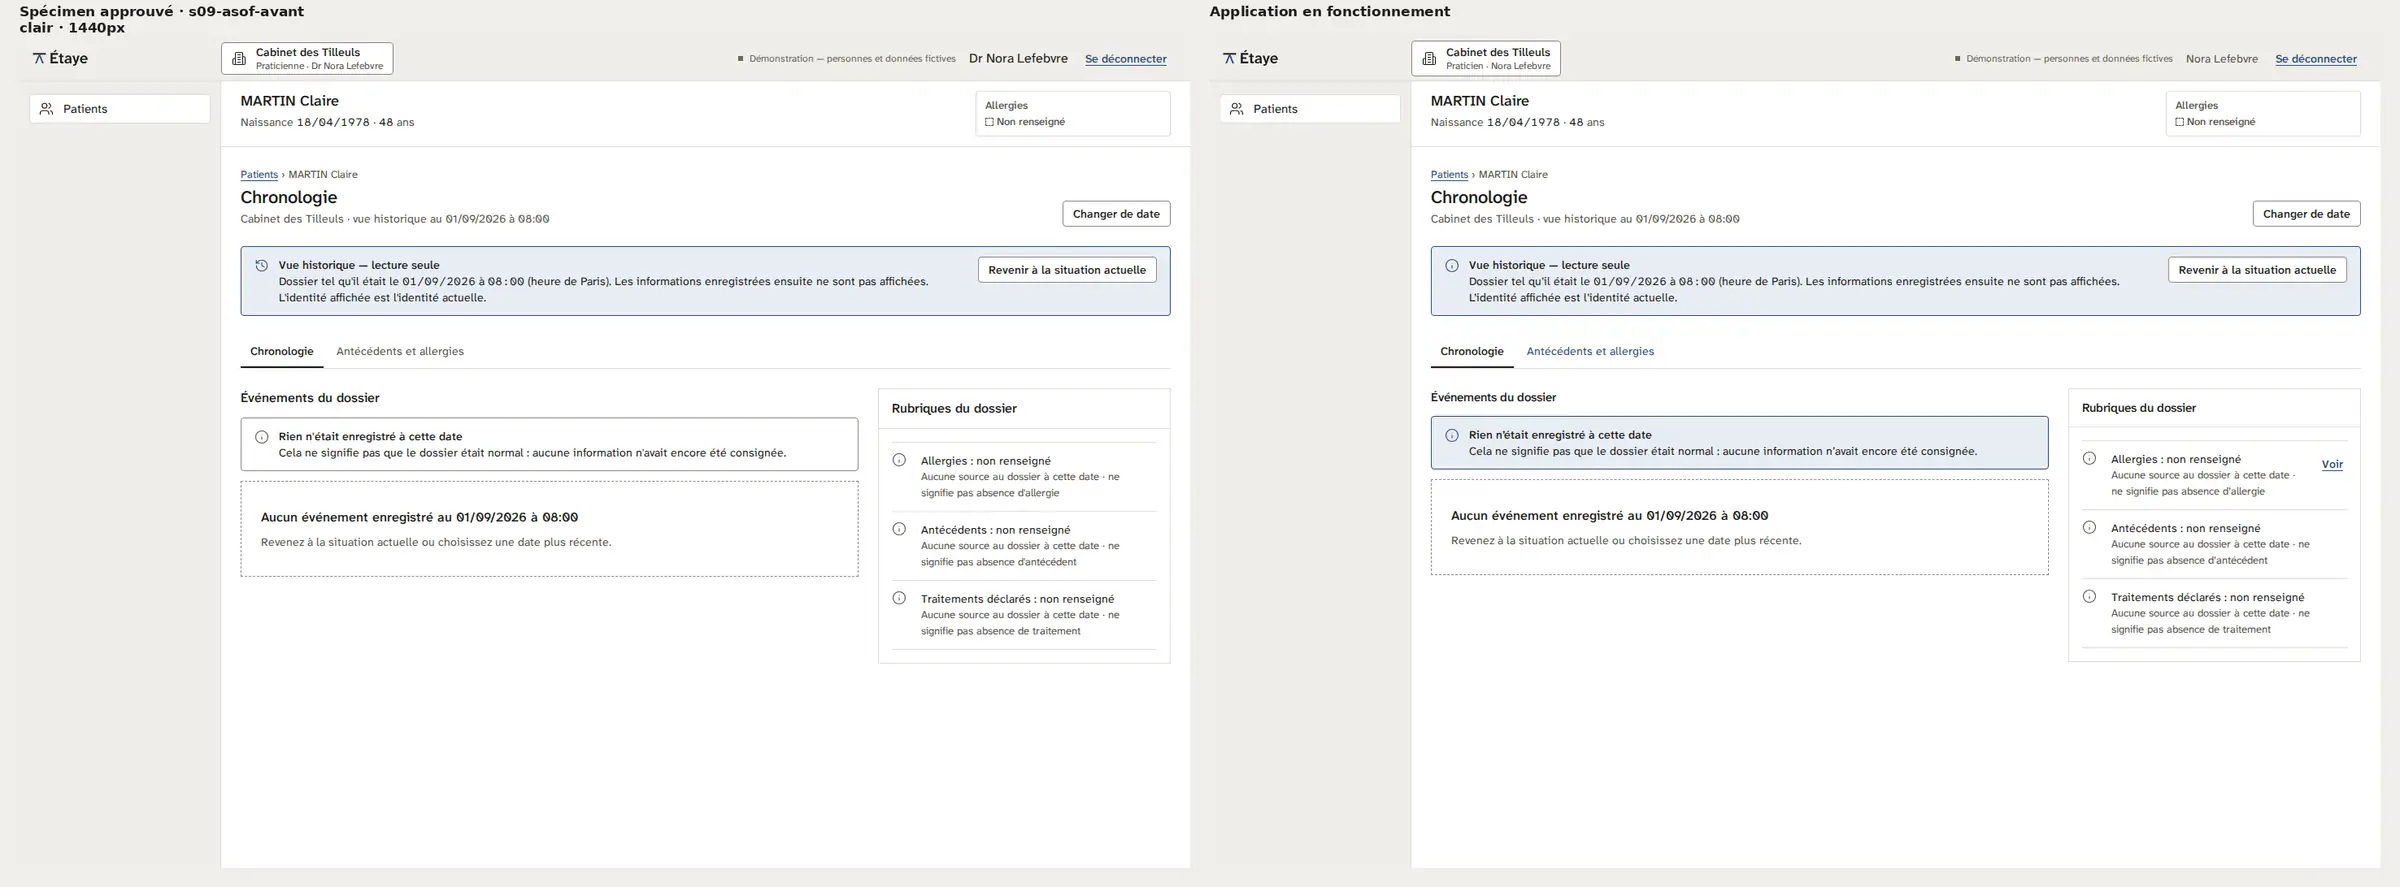 Spécimen approuvé · s09-asof-avant
clair · 1440px
Étaye
Cabinet des Tilleuls
Praticienne · Dr Nora Lefebvre
Démonstration — personnes et données fictives
Dr Nora Lefebvre
Se déconnecter
Patients
MARTIN Claire
Naissance 18/04/1978 · 48 ans
Allergies
Non renseigné
Patients › MARTIN Claire
Chronologie
Cabinet des Tilleuls · vue historique au 01/09/2026 à 08:00
Changer de date
Vue historique — lecture seule
Dossier tel qu'il était le 01/09/2026 à 08:00 (heure de Paris). Les informations enregistrées ensuite ne sont pas affichées.
L'identité affichée est l'identité actuelle.
Revenir à la situation actuelle
Chronologie
Antécédents et allergies
Événements du dossier
Rien n'était enregistré à cette date
Cela ne signifie pas que le dossier était normal : aucune information n'avait encore été consignée.
Aucun événement enregistré au 01/09/2026 à 08:00
Revenez à la situation actuelle ou choisissez une date plus récente.
Rubriques du dossier
Allergies : non renseigné
Aucune source au dossier à cette date · ne
signifie pas absence d'allergie
Antécédents : non renseigné
Aucune source au dossier à cette date · ne
signifie pas absence d'antécédent
Traitements déclarés : non renseigné
Aucune source au dossier à cette date · ne
signifie pas absence de traitement
Application en fonctionnement
Étaye
Cabinet des Tilleuls
Praticien · Nora Lefebvre
Démonstration — personnes et données fictives
Nora Lefebvre
Se déconnecter
Patients
MARTIN Claire
Naissance 18/04/1978 · 48 ans
Allergies
Non renseigné
Patients › MARTIN Claire
Chronologie
Cabinet des Tilleuls · vue historique au 01/09/2026 à 08:00
Changer de date
Vue historique — lecture seule
Dossier tel qu'il était le 01/09/2026 à 08:00 (heure de Paris). Les informations enregistrées ensuite ne sont pas affichées.
L'identité affichée est l'identité actuelle.
Revenir à la situation actuelle
Chronologie
Antécédents et allergies
Événements du dossier
Rien n'était enregistré à cette date
Cela ne signifie pas que le dossier était normal : aucune information n'avait encore été consignée.
Aucun événement enregistré au 01/09/2026 à 08:00
Revenez à la situation actuelle ou choisissez une date plus récente.
Rubriques du dossier
Allergies : non renseigné
Aucune source au dossier à cette date ·
ne signifie pas absence d'allergie
Voir
Antécédents : non renseigné
Aucune source au dossier à cette date · ne
signifie pas absence d'antécédent
Traitements déclarés : non renseigné
Aucune source au dossier à cette date · ne
signifie pas absence de traitement